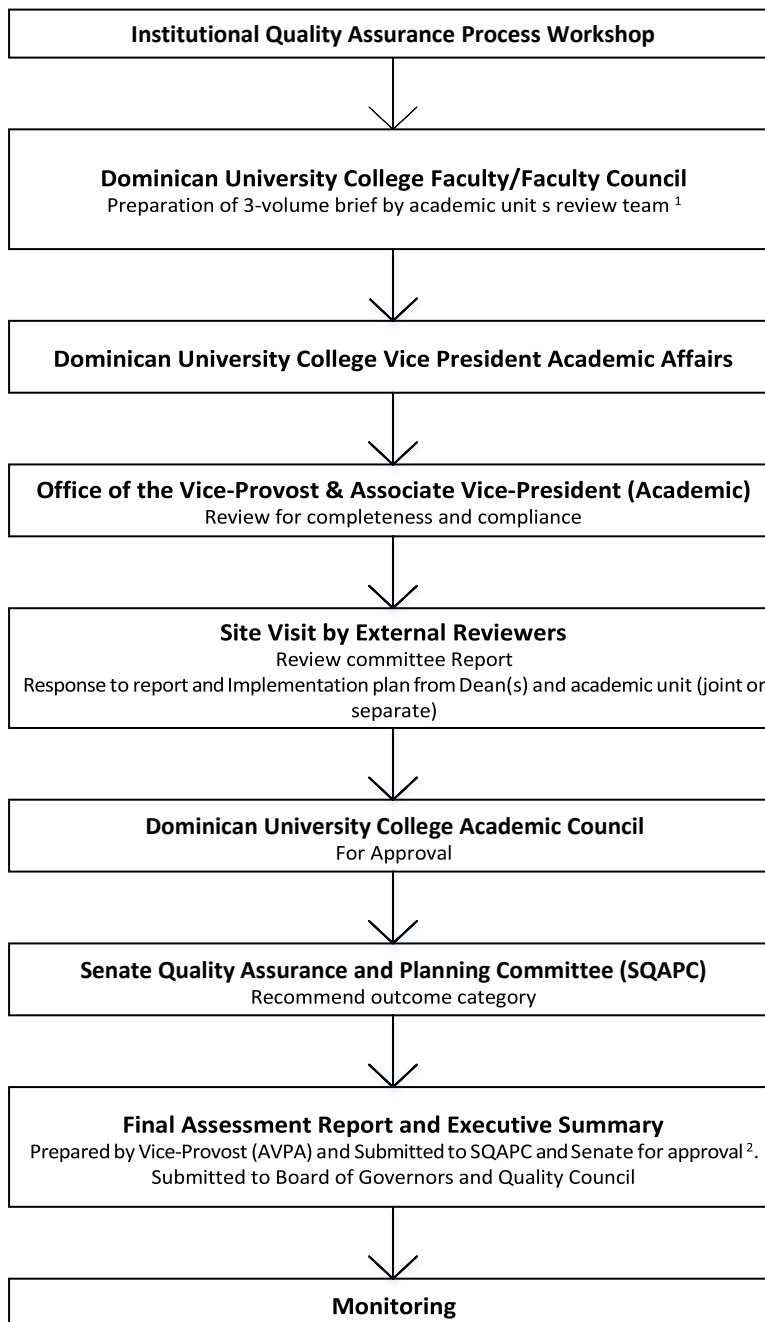 Institutional Quality Assurance Process Workshop
Dominican University College Faculty/Faculty Council
Preparation of 3-volume brief by academic unit s review team ¹
Dominican University College Vice President Academic Affairs
Office of the Vice-Provost & Associate Vice-President (Academic)
Review for completeness and compliance
Site Visit by External Reviewers
Review committee Report
Response to report and Implementation plan from Dean(s) and academic unit (joint or
separate)
Dominican University College Academic Council
For Approval
Senate Quality Assurance and Planning Committee (SQAPC)
Recommend outcome category
Final Assessment Report and Executive Summary
Prepared by Vice-Provost (AVPA) and Submitted to SQAPC and Senate for approval ².
Submitted to Board of Governors and Quality Council
Monitoring